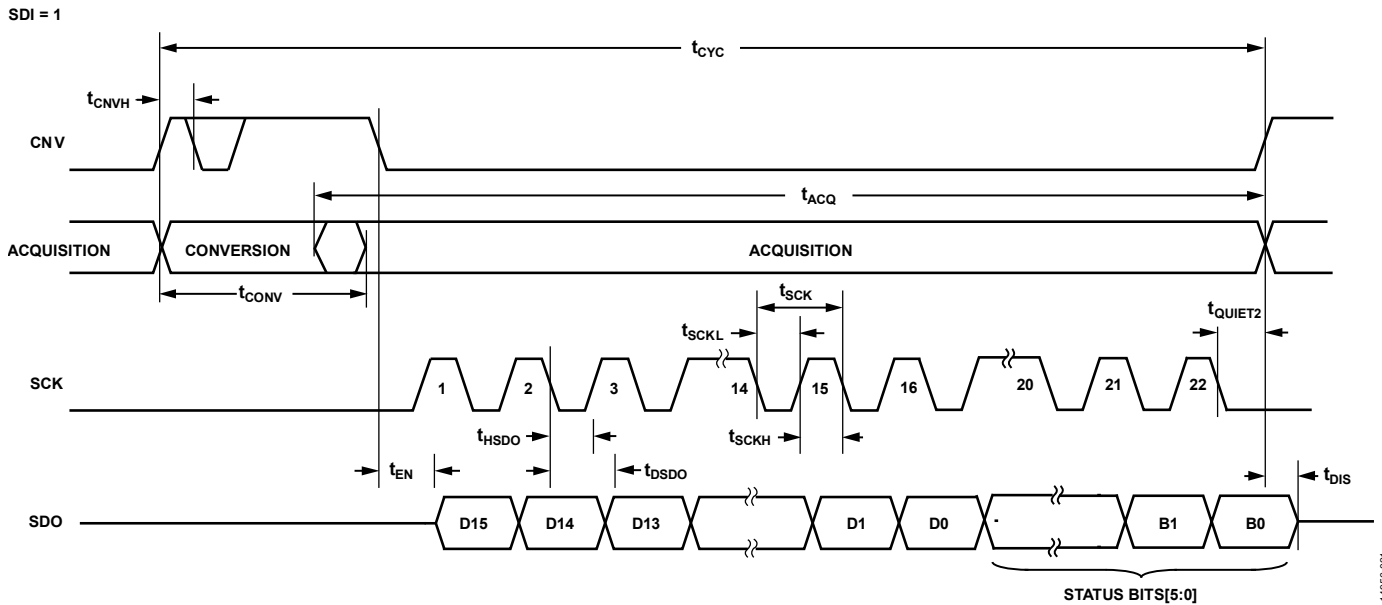 SDI = 1
tCYC
tCNVH
CNV
tACQ
ACQUISITION CONVERSION ACQUISITION
tCONV
tSCK
tQUIET2
tSCKL
SCK 1 2 3 14 15 16 20 21 22
tHSDO tSCKH
tEN tDSDO tDIS
SDO D15 D14 D13 D1 D0 B1 B0
STATUS BITS[5:0]